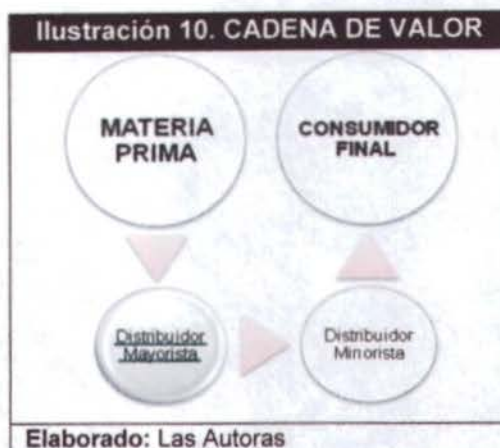 Ilustración 10. CADENA DE VALOR
MATERIA
PRIMA
CONSUMIDOR
FINAL
Distribuidor
Mayorista
Distribuidor
Minorista
Elaborado: Las Autoras